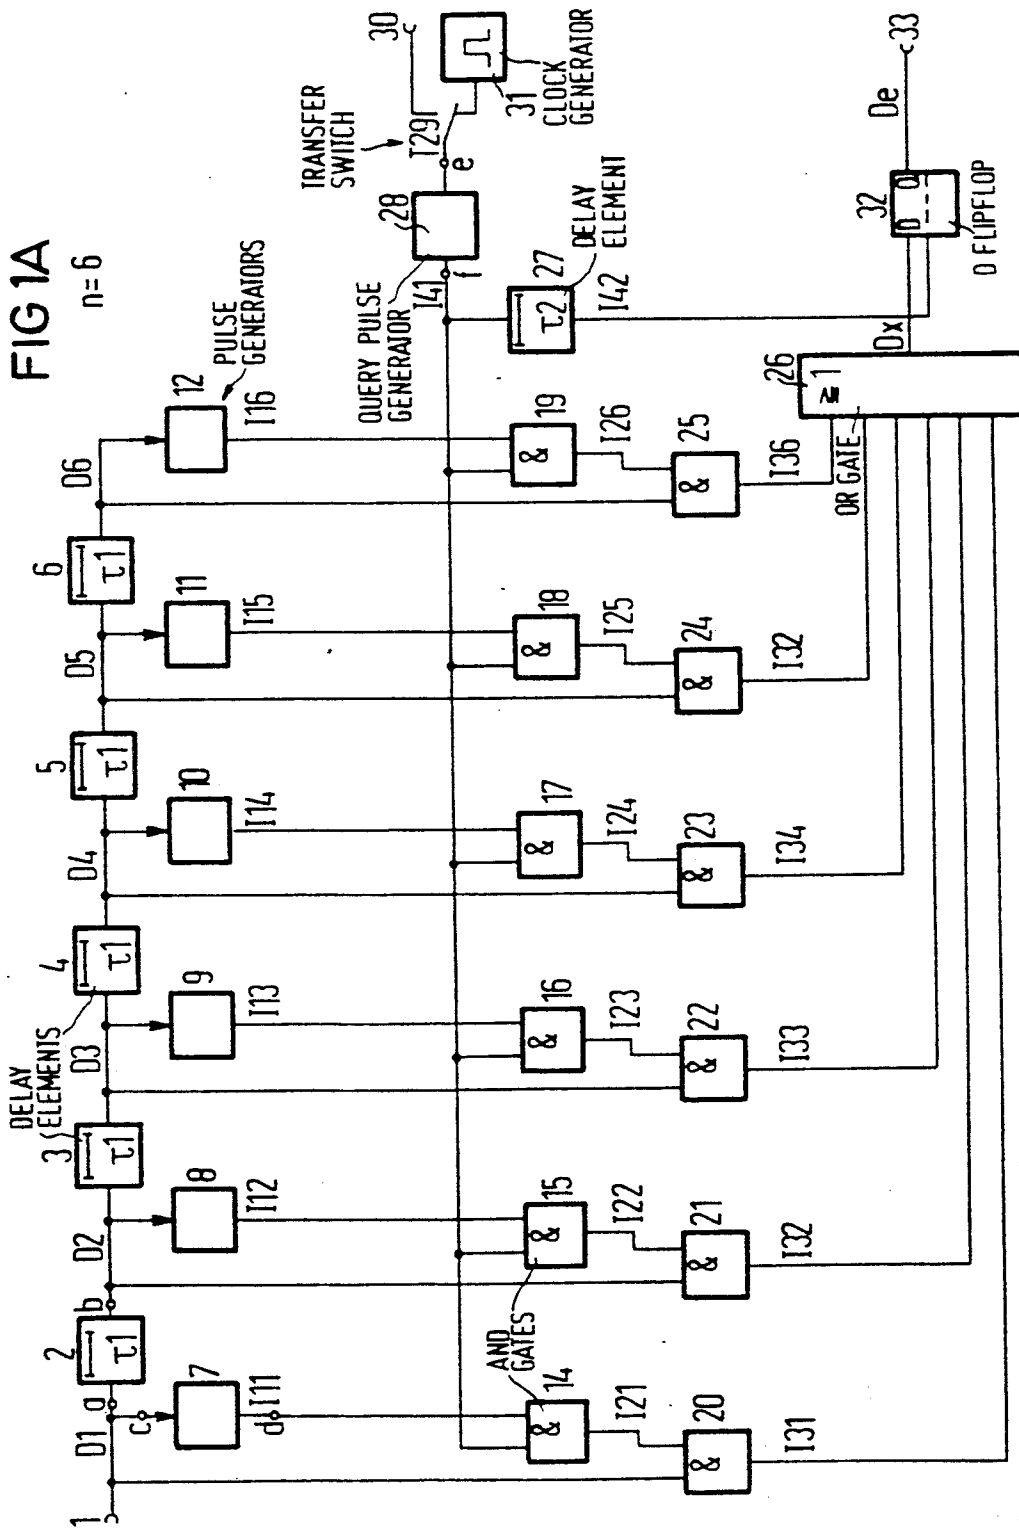 FIG 1A
n=6
1
D1
a
2
τ1
b
D2
3
τ1
DELAY
ELEMENTS
D3
4
τ1
D4
5
τ1
D5
6
τ1
D6
c
7
d
I11
8
I12
9
I13
10
I14
11
I15
12
I16
PULSE
GENERATORS
TRANSFER
SWITCH
30
T29
e
31
CLOCK
GENERATOR
28
QUERY PULSE
GENERATOR
I41
f
27
τ2
DELAY
ELEMENT
I42
AND
GATES
&
14
I21
&
15
I22
&
16
I23
&
17
I24
&
18
I25
&
19
I26
&
20
I31
&
21
I32
&
22
I33
&
23
I34
&
24
I32
&
25
I36
OR GATE
26
≥1
Dx
32
D
Q
D FLIPFLOP
De
33